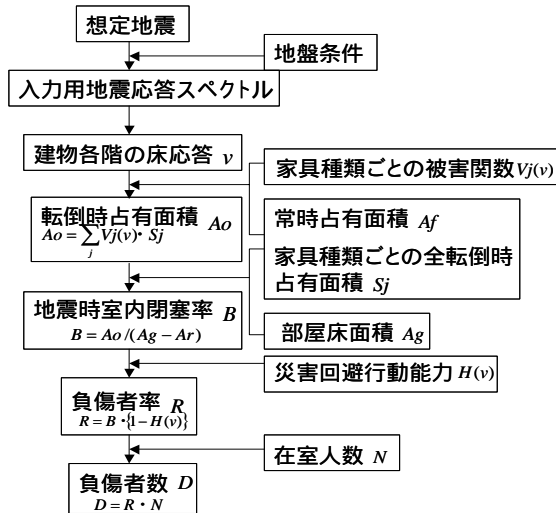 想定地震
地盤条件
入力用地震応答スペクトル
建物各階の床応答 v
家具種類ごとの被害関数Vj(v)
転倒時占有面積 Ao
Ao=∑Vj(v)・Sj
j
常時占有面積 Af
家具種類ごとの全転倒時
占有面積 Sj
地震時室内閉塞率 B
B=Ao/(Ag−Ar)
部屋床面積 Ag
災害回避行動能力 H(v)
負傷者率 R
R=B・{1−H(v)}
在室人数 N
負傷者数 D
D=R・N